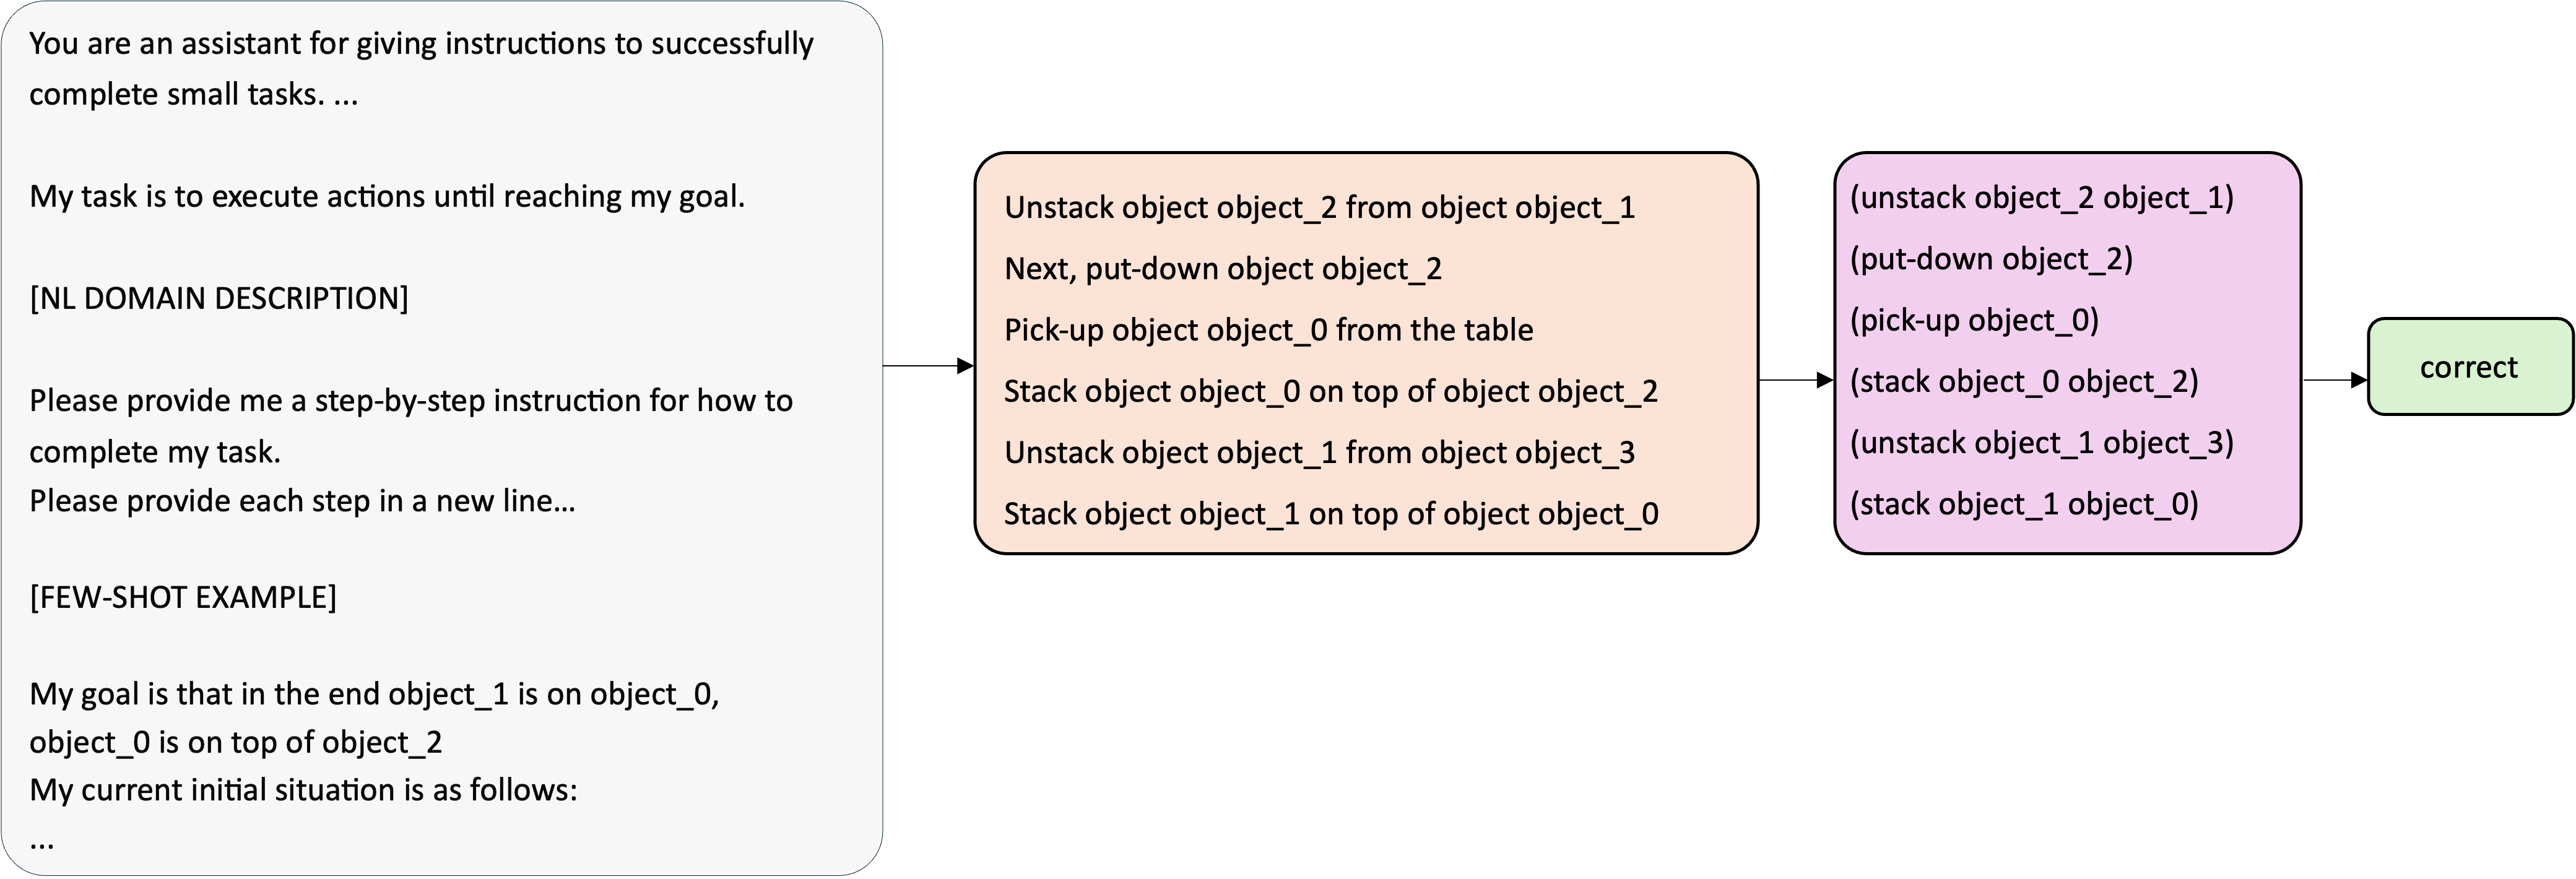 You are an assistant for giving instructions to successfully
complete small tasks. ...
My task is to execute actions until reaching my goal.
[NL DOMAIN DESCRIPTION]
Please provide me a step-by-step instruction for how to
complete my task.
Please provide each step in a new line...
[FEW-SHOT EXAMPLE]
My goal is that in the end object_1 is on object_0,
object_0 is on top of object_2
My current initial situation is as follows:
...
Unstack object object_2 from object object_1
Next, put-down object object_2
Pick-up object object_0 from the table
Stack object object_0 on top of object object_2
Unstack object object_1 from object object_3
Stack object object_1 on top of object object_0
(unstack object_2 object_1)
(put-down object_2)
(pick-up object_0)
(stack object_0 object_2)
(unstack object_1 object_3)
(stack object_1 object_0)
correct